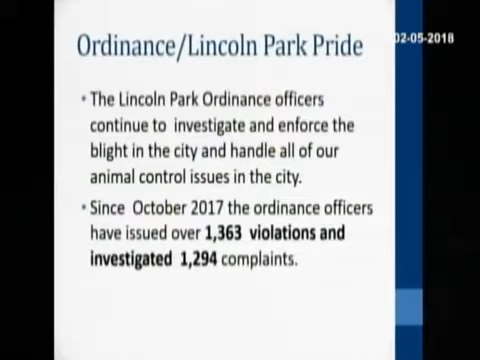 Ordinance/Lincoln Park Pride
02-05-2018
• The Lincoln Park Ordinance officers
continue to investigate and enforce the
blight in the city and handle all of our
animal control issues in the city.
• Since October 2017 the ordinance officers
have issued over 1,363 violations and
investigated 1,294 complaints.